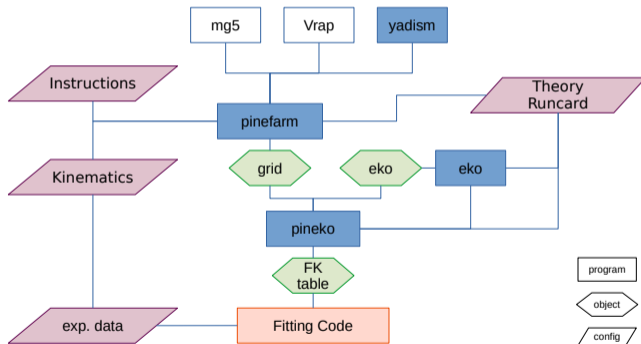 mg5
Vrap
yadism
Instructions
Theory
Runcard
pinefarm
Kinematics
grid
eko
eko
pineko
FK
table
program
object
exp. data
Fitting Code
config